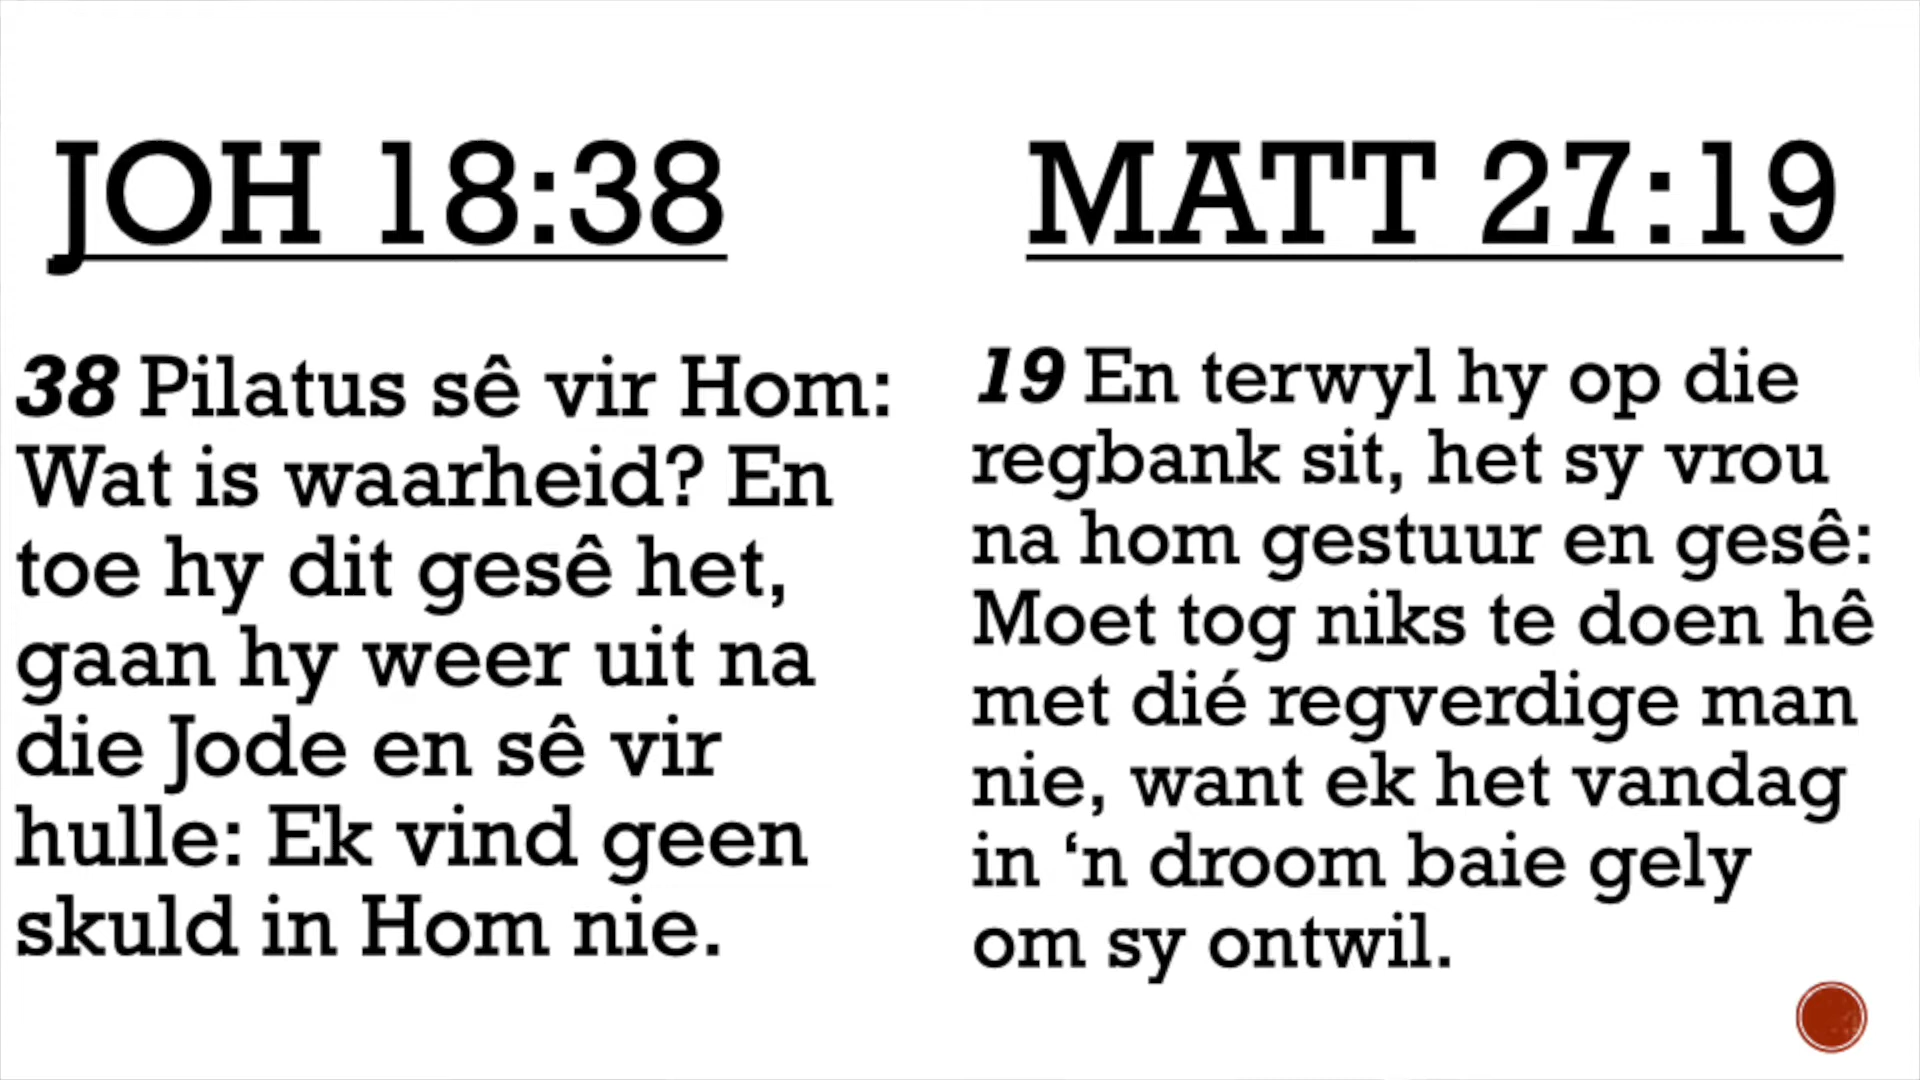 JOH 18:38
38 Pilatus sê vir Hom:
Wat is waarheid? En
toe hy dit gesê het,
gaan hy weer uit na
die Jode en sê vir
hulle: Ek vind geen
skuld in Hom nie.
MATT 27:19
19 En terwyl hy op die
regbank sit, het sy vrou
na hom gestuur en gesê:
Moet tog niks te doen hê
met dié regverdige man
nie, want ek het vandag
in ‘n droom baie gely
om sy ontwil.